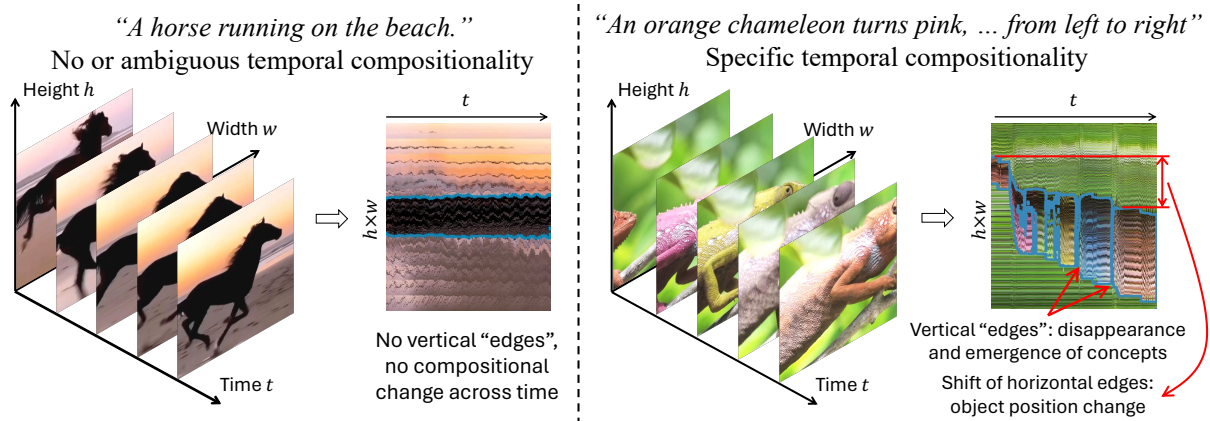 “A horse running on the beach.”
No or ambiguous temporal compositionality
Height h
Width w
Time t
t
h×w
No vertical “edges”,
no compositional
change across time
“An orange chameleon turns pink, ... from left to right”
Specific temporal compositionality
Height h
Width w
Time t
t
h×w
Vertical “edges”: disappearance
and emergence of concepts
Shift of horizontal edges:
object position change